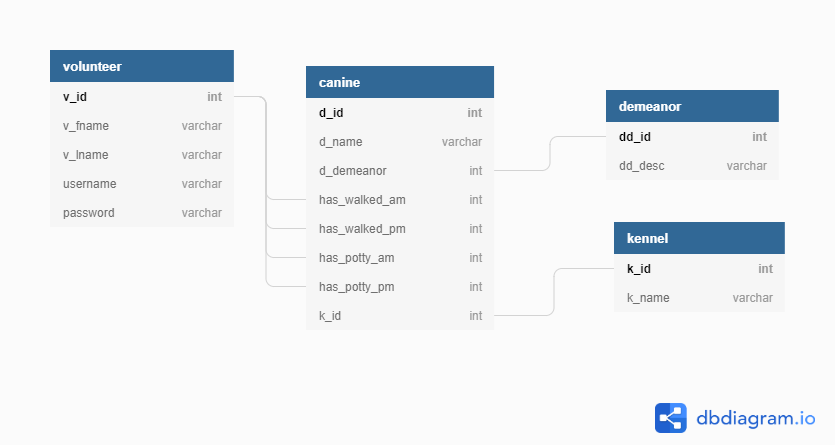 volunteer
v_id int
v_fname varchar
v_lname varchar
username varchar
password varchar
canine
d_id int
d_name varchar
d_demeanor int
has_walked_am int
has_walked_pm int
has_potty_am int
has_potty_pm int
k_id int
demeanor
dd_id int
dd_desc varchar
kennel
k_id int
k_name varchar
dbdiagram.io